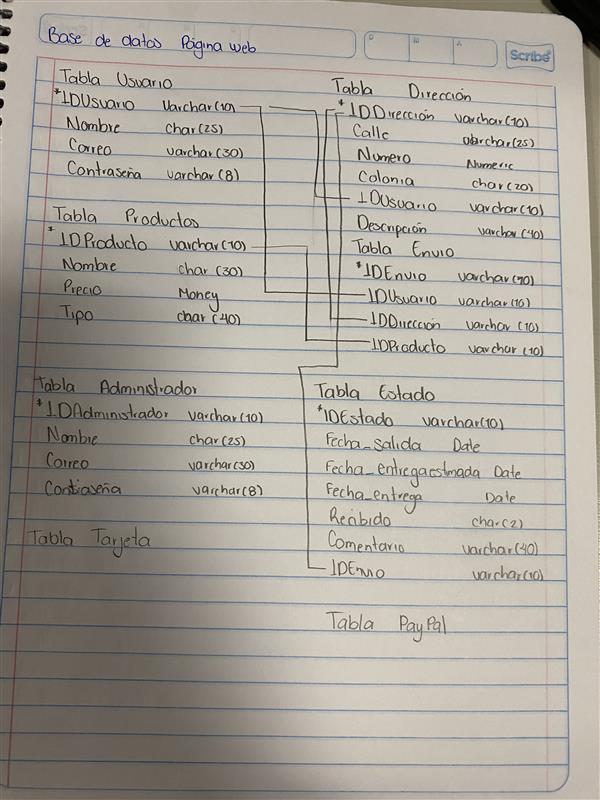 Base de datos Página web
Scribe
Tabla Usuario
*IDUsuario varchar(10)
Nombre char(25)
Correo varchar(30)
Contraseña varchar(8)
Tabla Productos
*IDProducto varchar(10)
Nombre char(30)
Precio Money
Tipo char(40)
Tabla Administrador
*IDAdministrador varchar(10)
Nombre char(25)
Correo varchar(30)
Contraseña varchar(8)
Tabla Tarjeta
Tabla Dirección
*IDDirección varchar(10)
Calle varchar(25)
Numero Numeric
Colonia char(20)
IDUsuario varchar(10)
Descripción varchar(40)
Tabla Envio
*IDEnvio varchar(10)
IDUsuario varchar(10)
IDDirección varchar(10)
IDProducto varchar(10)
Tabla Estado
*IDEstado varchar(10)
Fecha_salida Date
Fecha_entregaestimada Date
Fecha_entrega Date
Recibido char(2)
Comentario varchar(40)
IDEnvio varchar(10)
Tabla PayPal